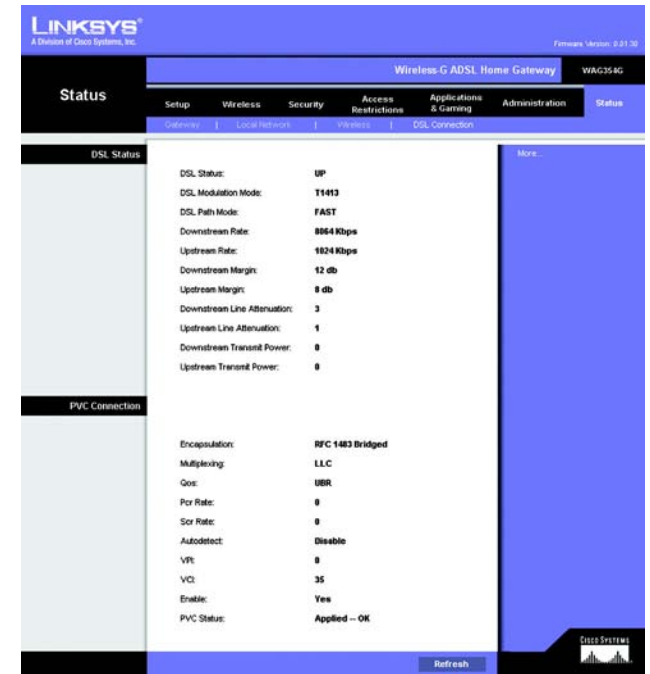 LINKSYS®
A Division of Cisco Systems, Inc.
Firmware Version: 0.01.30
Wireless-G ADSL Home Gateway WAG354G
Status
Setup Wireless Security Access Restrictions Applications & Gaming Administration Status
Gateway | Local Network | Wireless | DSL Connection
DSL Status
More...
DSL Status: UP
DSL Modulation Mode: T1413
DSL Path Mode: FAST
Downstream Rate: 8064 Kbps
Upstream Rate: 1024 Kbps
Downstream Margin: 12 db
Upstream Margin: 8 db
Downstream Line Attenuation: 3
Upstream Line Attenuation: 1
Downstream Transmit Power: 0
Upstream Transmit Power: 0
PVC Connection
Encapsulation: RFC 1483 Bridged
Multiplexing: LLC
Qos: UBR
Pcr Rate: 0
Scr Rate: 0
Autodetect: Disable
VPI: 0
VCI: 35
Enable: Yes
PVC Status: Applied -- OK
Refresh
CISCO SYSTEMS